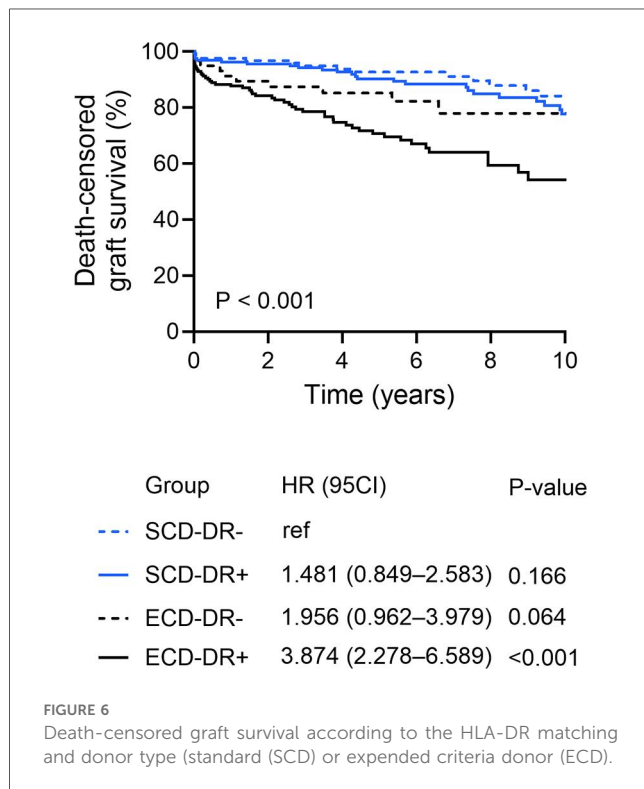 100
80
60
40
20
0
Death-censored
graft survival (%)
P < 0.001
0 2 4 6 8 10
Time (years)
Group HR (95CI) P-value
SCD-DR- ref
SCD-DR+ 1.481 (0.849–2.583) 0.166
ECD-DR- 1.956 (0.962–3.979) 0.064
ECD-DR+ 3.874 (2.278–6.589) <0.001
FIGURE 6
Death-censored graft survival according to the HLA-DR matching
and donor type (standard (SCD) or expended criteria donor (ECD).